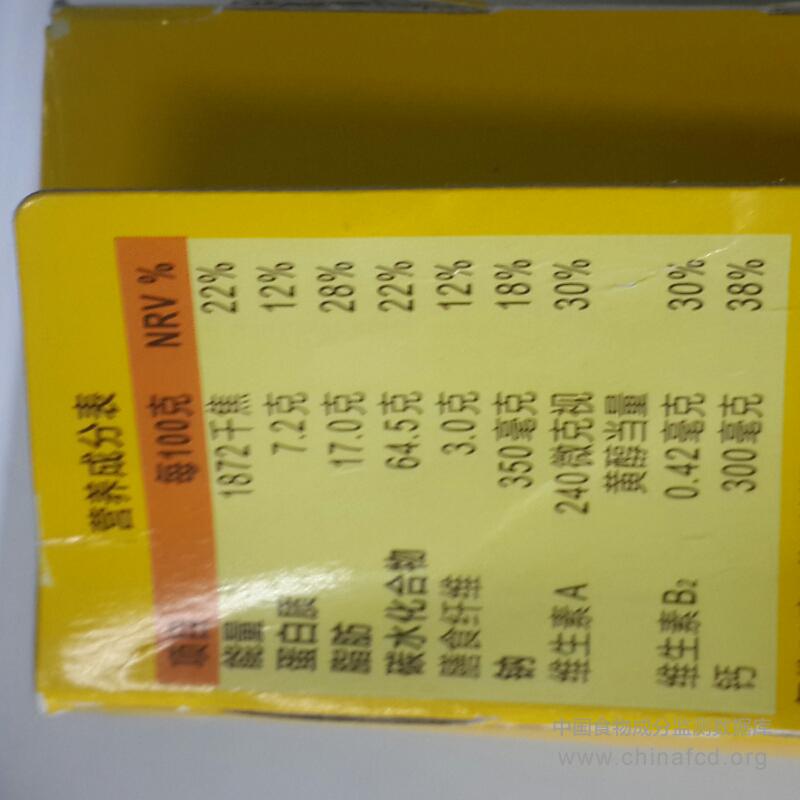 营养成分表
项目 每100克 NRV %
能量 1872千焦 22%
蛋白质 7.2克 12%
脂肪 17.0克 28%
碳水化合物 64.5克 22%
膳食纤维 3.0克 12%
钠 350毫克 18%
维生素 A 240微克视 30%
黄醇当量
维生素 B₂ 0.42毫克 30%
钙 300毫克 38%
中国食物成分监测数据库
www.chinafcd.org